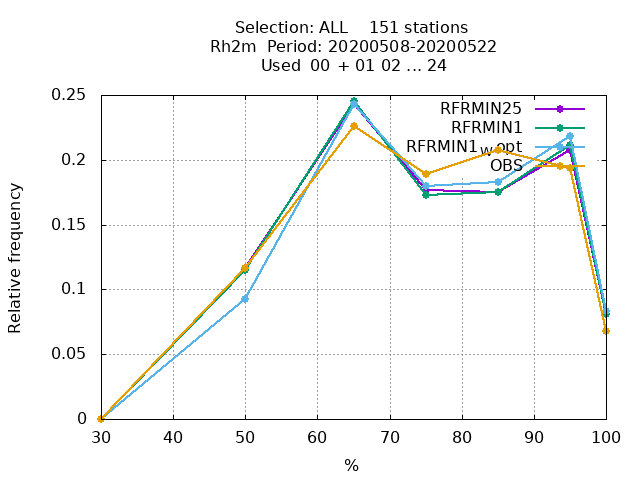 Selection: ALL    151 stations
Rh2m  Period: 20200508-20200522
Used  00 + 01 02 ... 24
0.25
0.2
0.15
0.1
0.05
0
Relative frequency
RFRMIN25
RFRMIN1
RFRMIN1_wopt
OBS
30 40 50 60 70 80 90 100
%